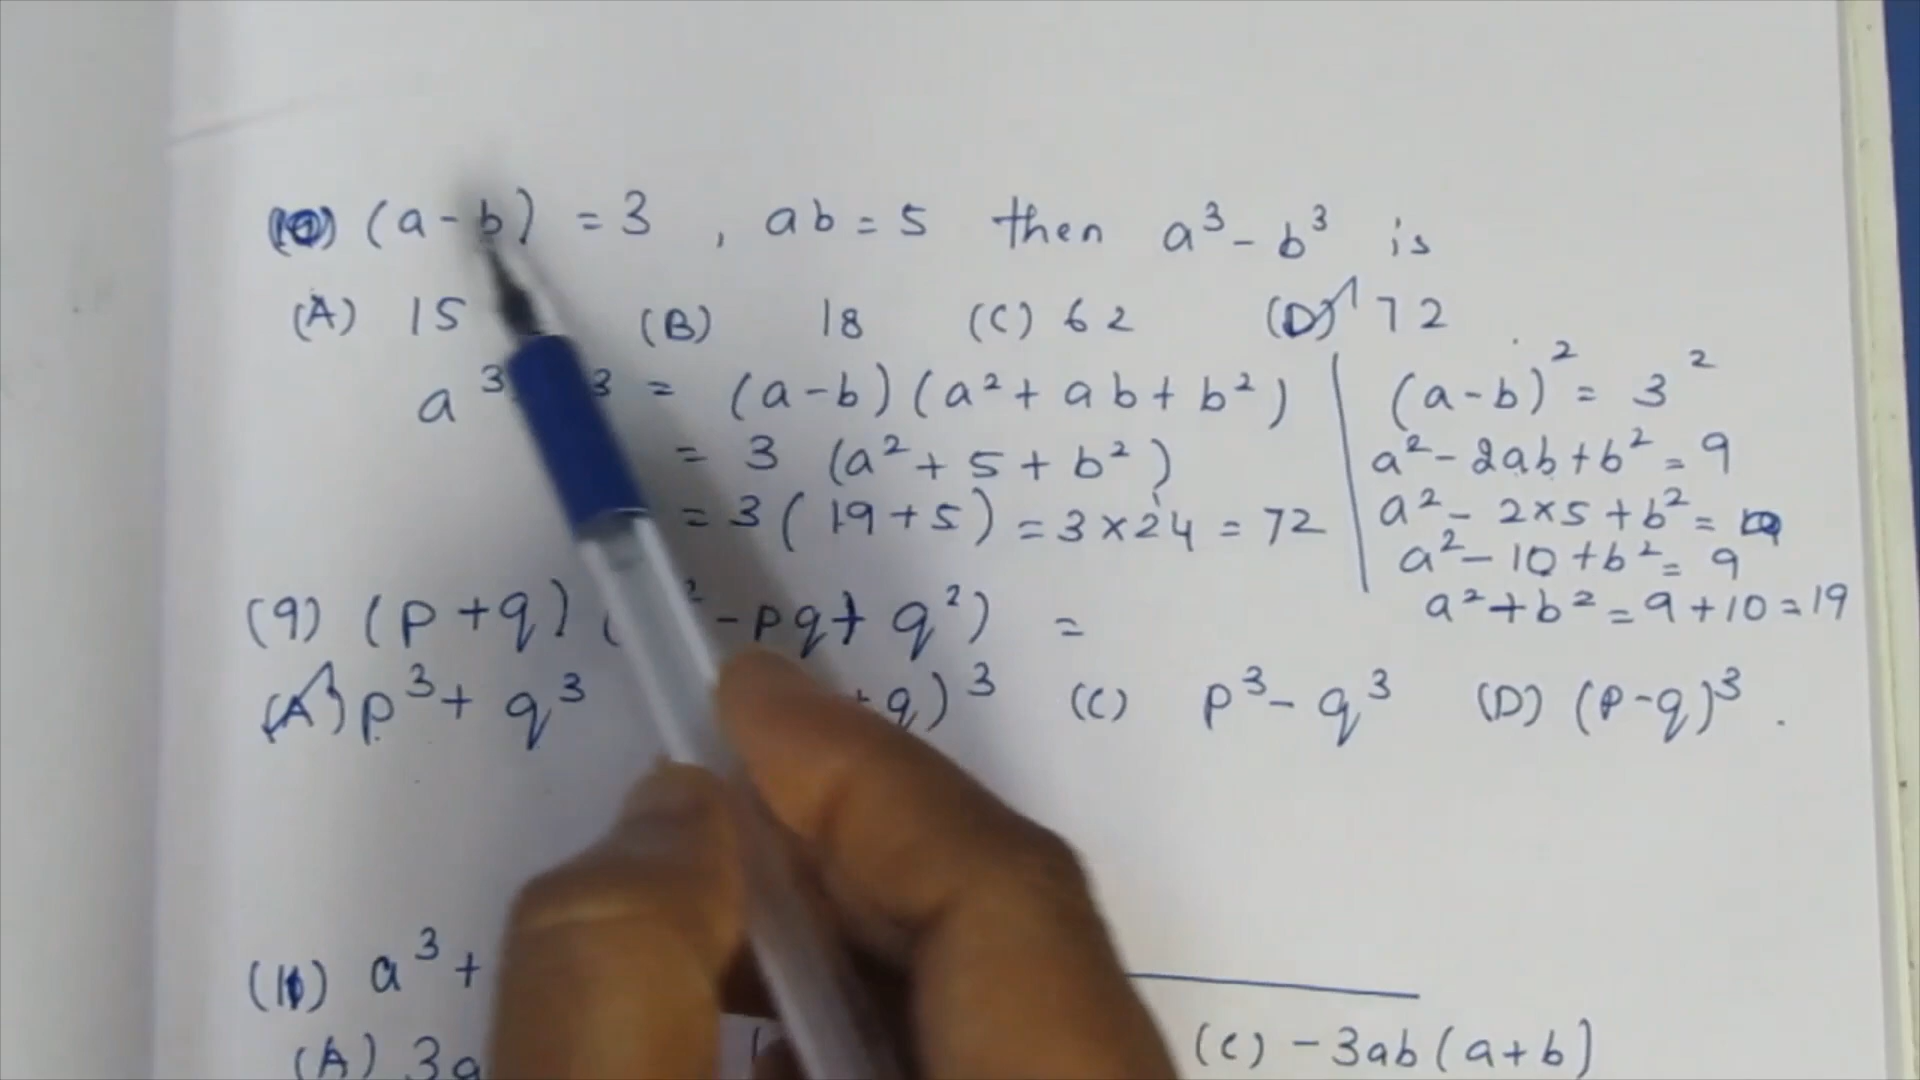 (10) (a-b) = 3 , ab = 5 then a³ - b³ is
(A) 15 (B) 18 (C) 62 (D) 72
a³ ³ = (a-b)(a² + ab + b²)
= 3 (a² + 5 + b²)
= 3(19+5) = 3×24 = 72
(a-b)² = 3²
a² - 2ab + b² = 9
a² - 2×5 + b² = 9
a² - 10 + b² = 9
a² + b² = 9+10 = 19
(9) (p+q) ( ² - pq + q²) =
(A) p³ + q³ +q)³ (C) p³ - q³ (D) (p-q)³ .
(11) a³ +
(A) 3a (C) -3ab(a+b)